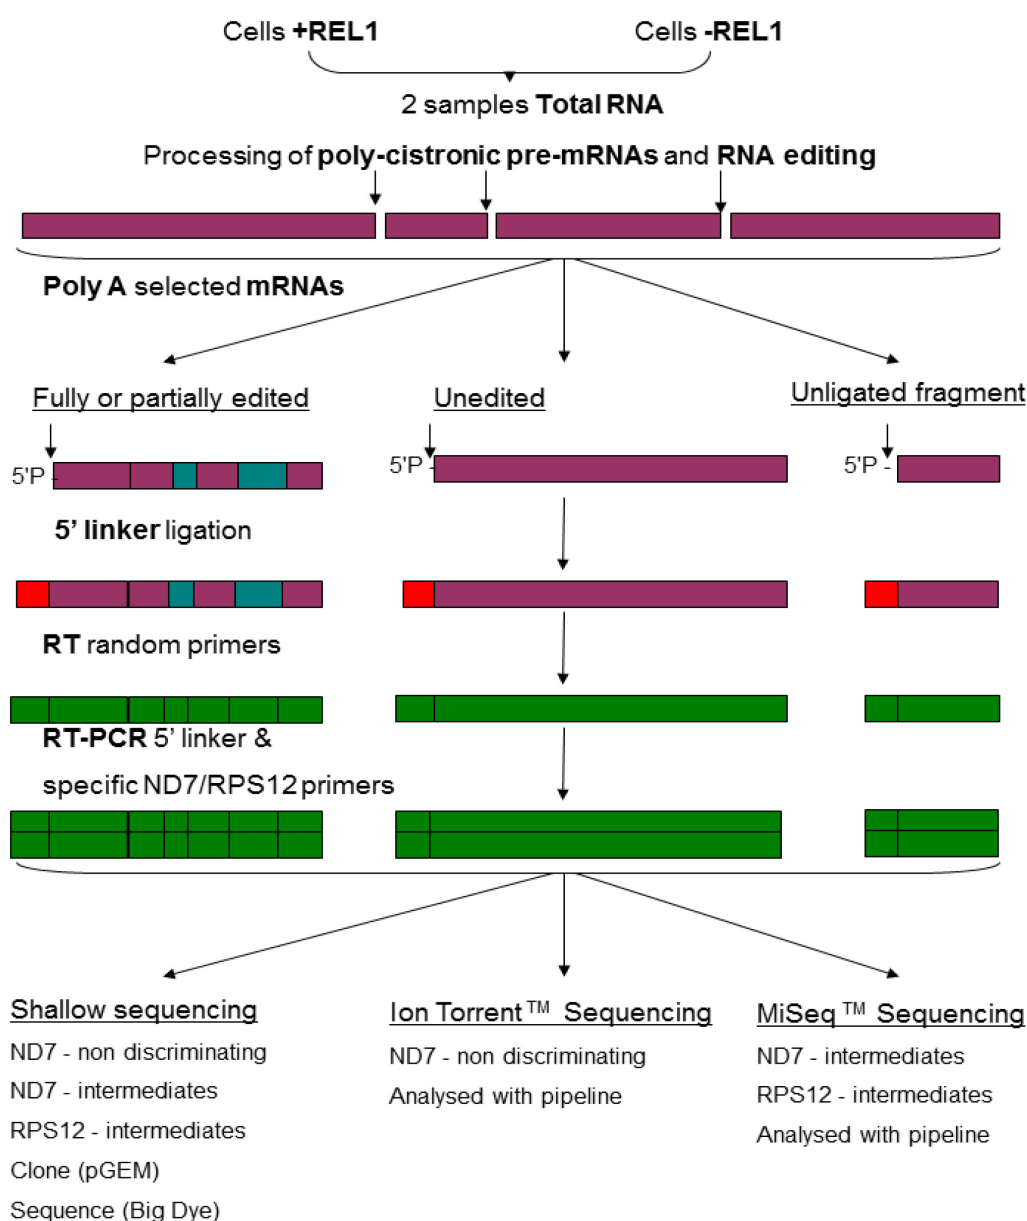 Cells +REL1
Cells -REL1
2 samples Total RNA
Processing of poly-cistronic pre-mRNAs and RNA editing
Poly A selected mRNAs
Fully or partially edited
Unedited
Unligated fragment
5'P -
5'P -
5'P -
5’ linker ligation
RT random primers
RT-PCR 5’ linker &
specific ND7/RPS12 primers
Shallow sequencing
ND7 - non discriminating
ND7 - intermediates
RPS12 - intermediates
Clone (pGEM)
Sequence (Big Dye)
Ion Torrent™ Sequencing
ND7 - non discriminating
Analysed with pipeline
MiSeq™ Sequencing
ND7 - intermediates
RPS12 - intermediates
Analysed with pipeline